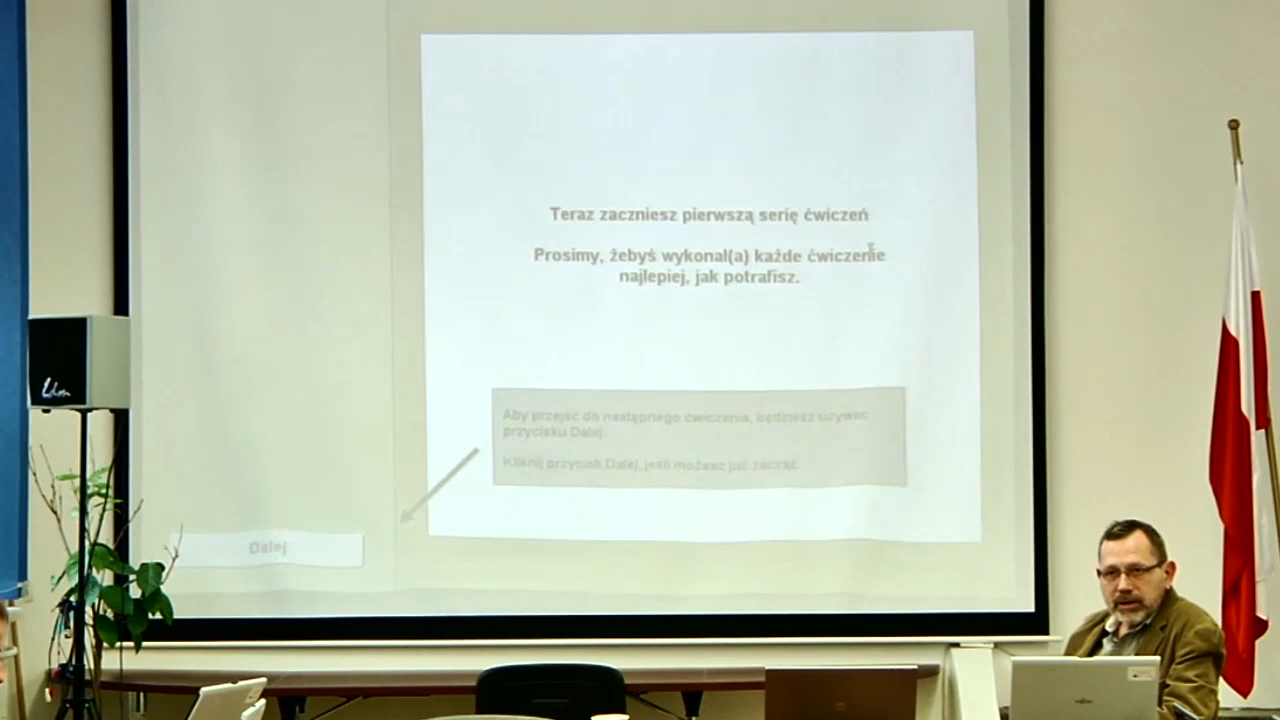 Teraz zaczniesz pierwszą serię ćwiczeń
Prosimy, żebyś wykonał(a) każde ćwiczenie
najlepiej, jak potrafisz.
Aby przejść do następnego ćwiczenia, będziesz używać
przycisku Dalej.
Kliknij przycisk Dalej, jeśli możesz już zacząć.
Dalej